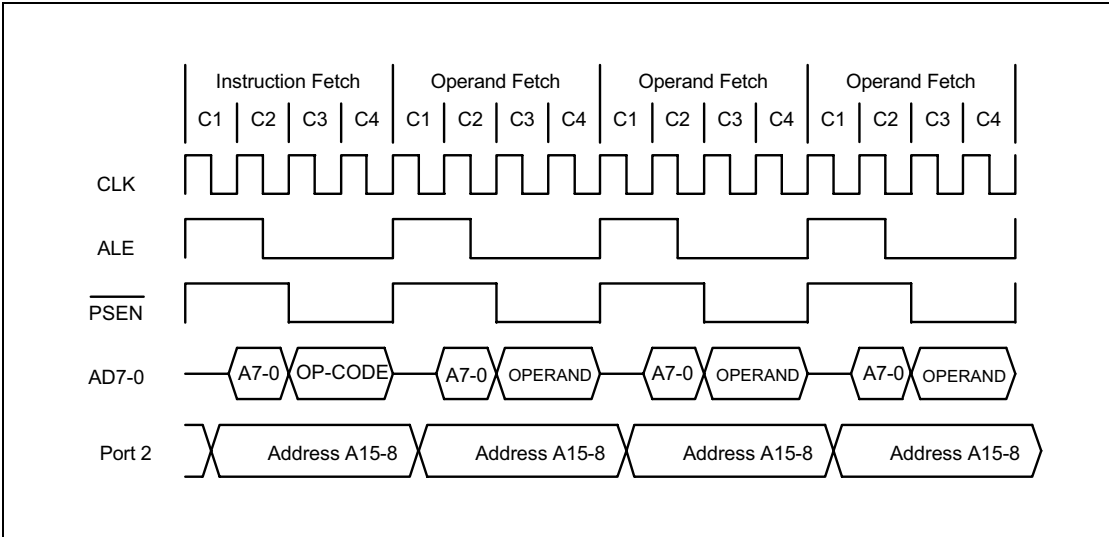 Instruction Fetch Operand Fetch Operand Fetch Operand Fetch
C1 C2 C3 C4 C1 C2 C3 C4 C1 C2 C3 C4 C1 C2 C3 C4
CLK
ALE
PSEN
AD7-0 A7-0 OP-CODE A7-0 OPERAND A7-0 OPERAND A7-0 OPERAND
Port 2 Address A15-8 Address A15-8 Address A15-8 Address A15-8